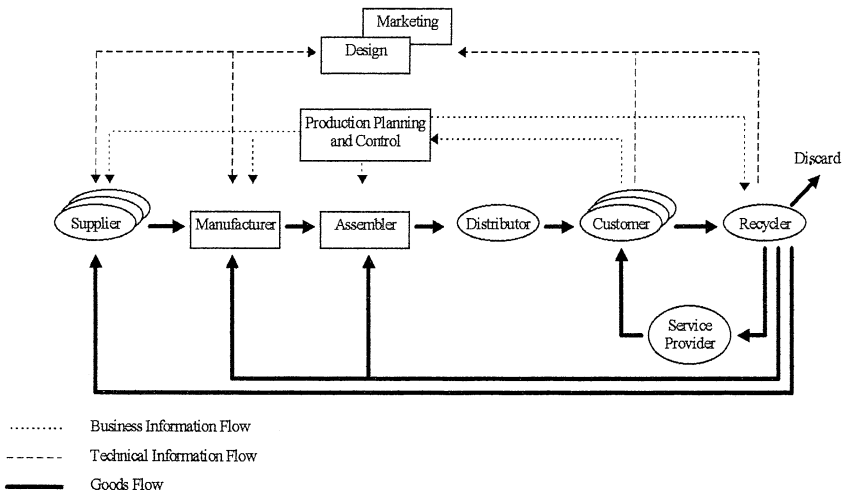 Marketing
Design
Production Planning
and Control
Discard
Supplier
Manufacturer
Assembler
Distributor
Customer
Recycler
Service
Provider
Business Information Flow
Technical Information Flow
Goods Flow